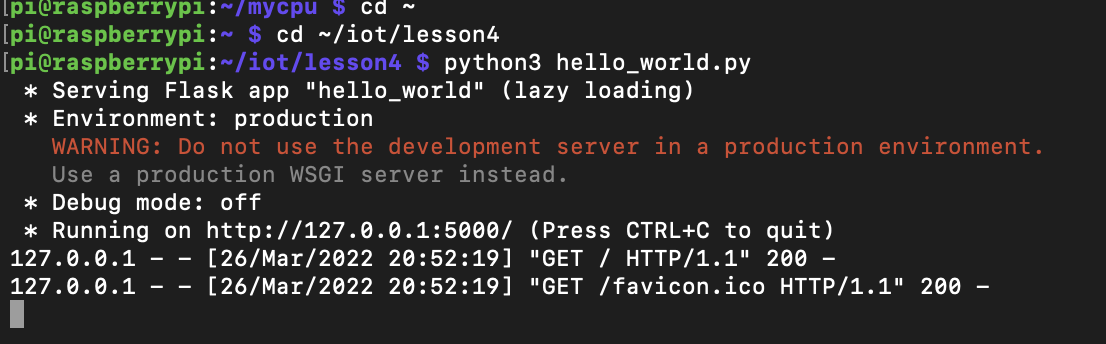 [pi@raspberrypi:~/mycpu $ cd ~
[pi@raspberrypi:~ $ cd ~/iot/lesson4
[pi@raspberrypi:~/iot/lesson4 $ python3 hello_world.py
 * Serving Flask app "hello_world" (lazy loading)
 * Environment: production
   WARNING: Do not use the development server in a production environment.
   Use a production WSGI server instead.
 * Debug mode: off
 * Running on http://127.0.0.1:5000/ (Press CTRL+C to quit)
127.0.0.1 - - [26/Mar/2022 20:52:19] "GET / HTTP/1.1" 200 -
127.0.0.1 - - [26/Mar/2022 20:52:19] "GET /favicon.ico HTTP/1.1" 200 -